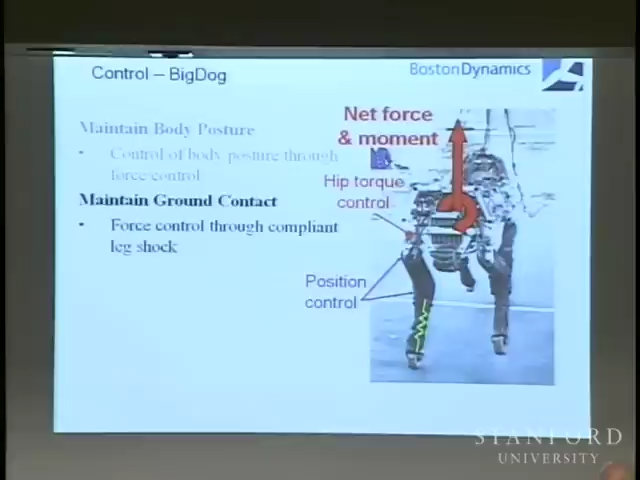 Control – BigDog
BostonDynamics
Maintain Body Posture
• Control of body posture through
force control
Maintain Ground Contact
• Force control through compliant
leg shock
Net force
& moment
Hip torque
control
Position
control
STANFORD
UNIVERSITY